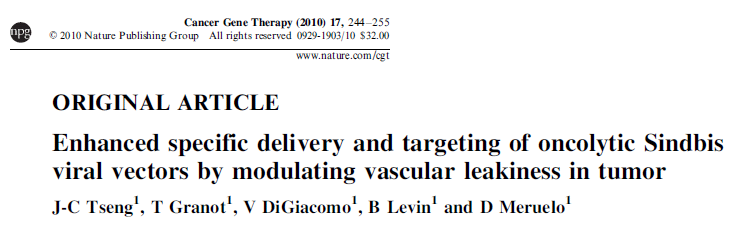 npg
Cancer Gene Therapy (2010) 17, 244–255
© 2010 Nature Publishing Group All rights reserved 0929-1903/10 $32.00
www.nature.com/cgt
ORIGINAL ARTICLE
Enhanced specific delivery and targeting of oncolytic Sindbis
viral vectors by modulating vascular leakiness in tumor
J-C Tseng1, T Granot1, V DiGiacomo1, B Levin1 and D Meruelo1